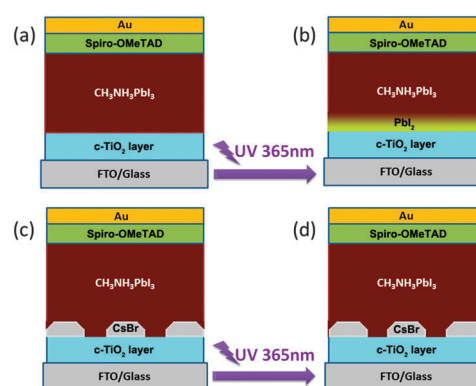 (a)
Au
Spiro-OMeTAD
CH₃NH₃PbI₃
c-TiO₂ layer
FTO/Glass
UV 365nm
(b)
Au
Spiro-OMeTAD
CH₃NH₃PbI₃
PbI₂
c-TiO₂ layer
FTO/Glass
(c)
Au
Spiro-OMeTAD
CH₃NH₃PbI₃
CsBr
c-TiO₂ layer
FTO/Glass
UV 365nm
(d)
Au
Spiro-OMeTAD
CH₃NH₃PbI₃
CsBr
c-TiO₂ layer
FTO/Glass